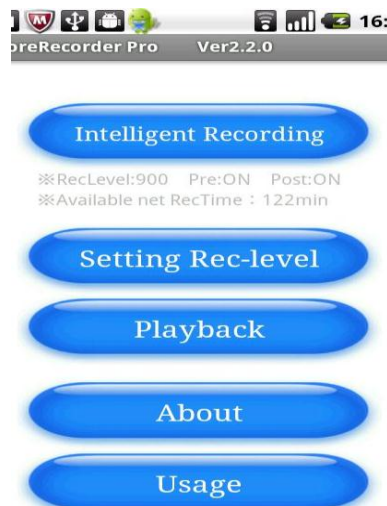 16:
oreRecorder Pro Ver2.2.0
Intelligent Recording
※RecLevel:900 Pre:ON Post:ON
※Available net RecTime：122min
Setting Rec-level
Playback
About
Usage